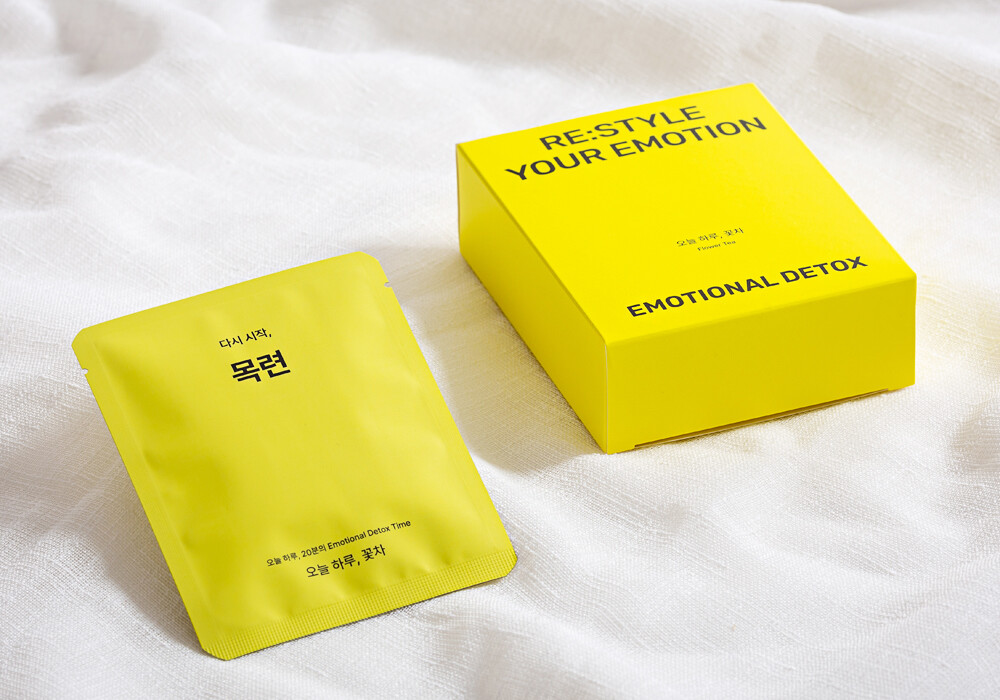 RE:STYLE
YOUR EMOTION
오늘 하루, 꽃차
Flower Tea
EMOTIONAL DETOX
다시 시작,
목련
오늘 하루, 20분의 Emotional Detox Time
오늘 하루, 꽃차